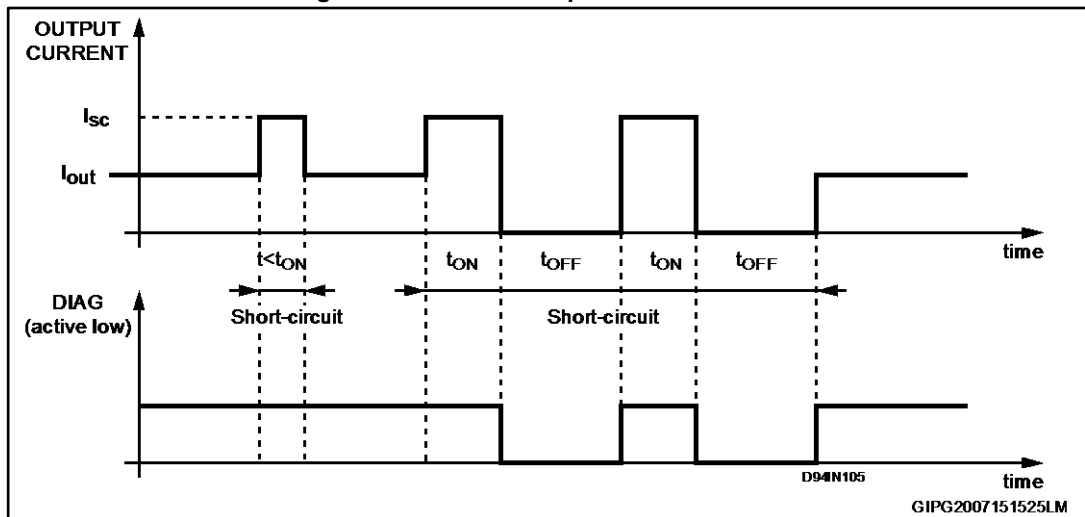 OUTPUT
CURRENT
Isc
Iout
time
t<tON
tON
tOFF
tON
tOFF
DIAG
(active low)
Short-circuit
Short-circuit
D94IN105
time
GIPG2007151525LM